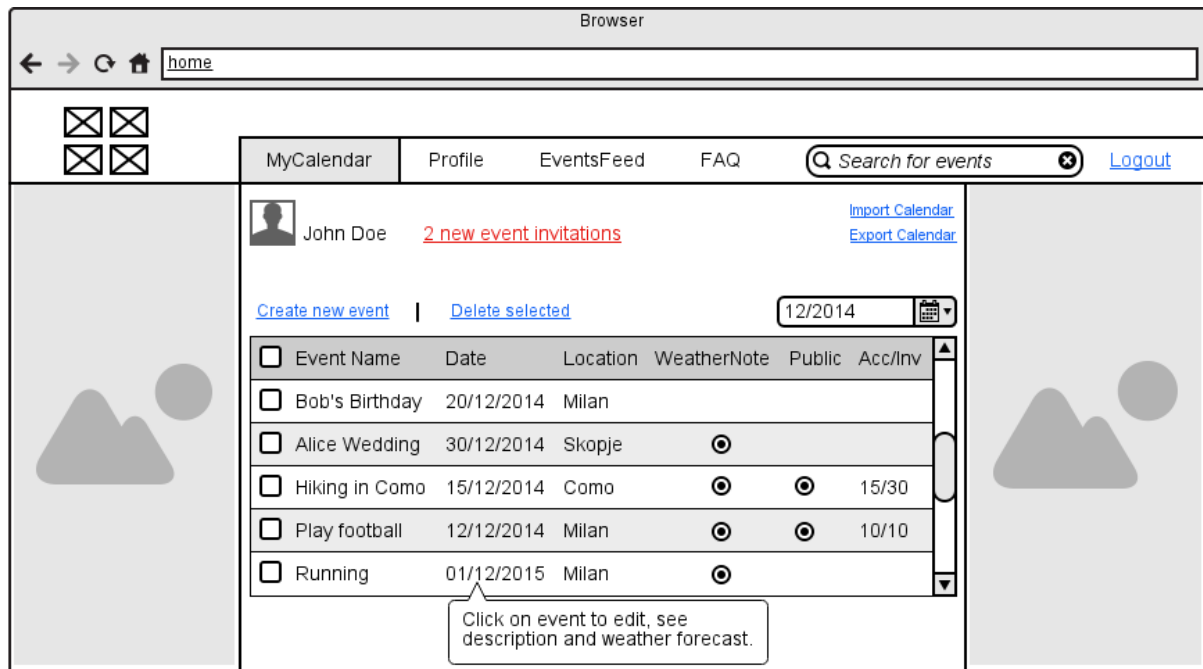 Browser
home
MyCalendar Profile EventsFeed FAQ Search for events Logout
Import Calendar
John Doe 2 new event invitations Export Calendar
Create new event | Delete selected 12/2014
Event Name Date Location WeatherNote Public Acc/Inv
Bob's Birthday 20/12/2014 Milan
Alice Wedding 30/12/2014 Skopje
Hiking in Como 15/12/2014 Como 15/30
Play football 12/12/2014 Milan 10/10
Running 01/12/2015 Milan
Click on event to edit, see
description and weather forecast.